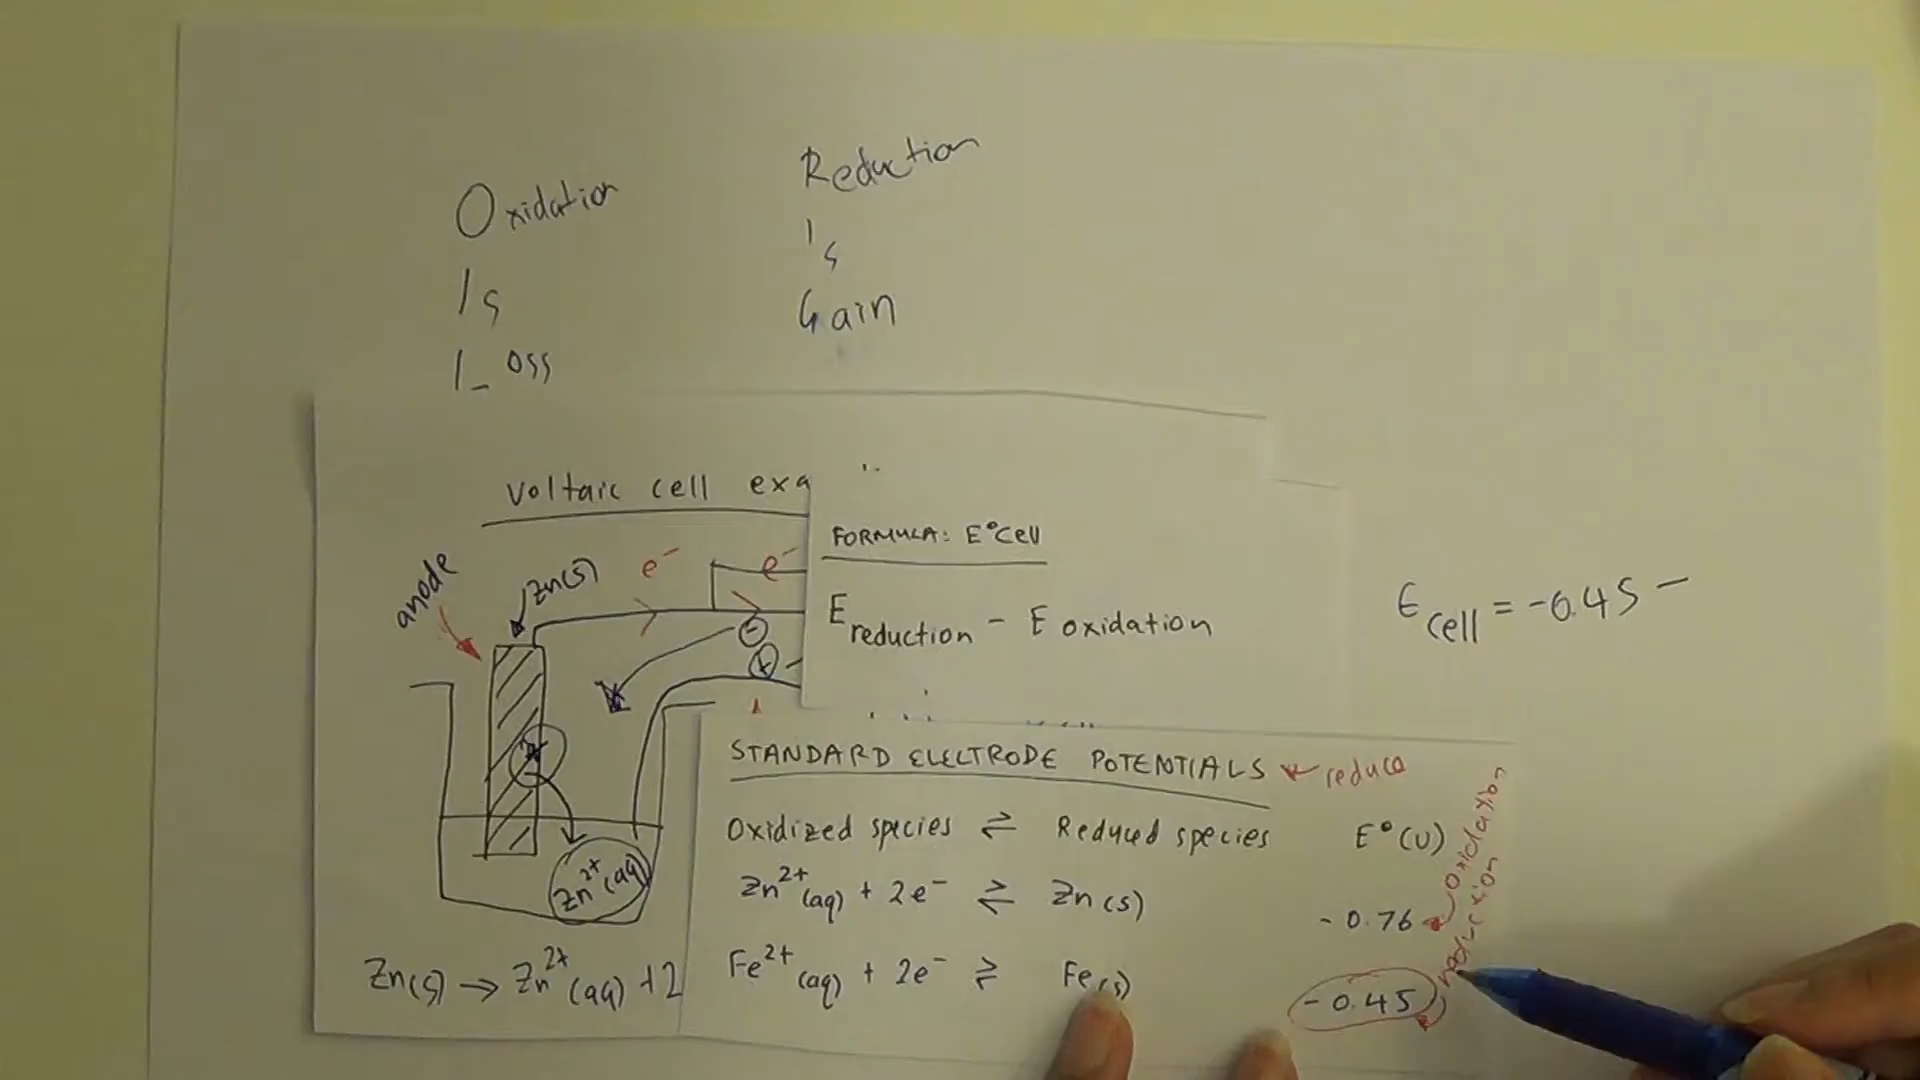 Oxidation
Is
Loss
Reduction
Is
Gain
Voltaic cell exa
anode
Zn(s)
e⁻
e⁻
-
+
Zn²⁺(aq)
Zn(s) → Zn²⁺(aq) + 2
FORMULA: E°Cell
E reduction - E oxidation
E cell = -0.45 -
STANDARD ELECTRODE POTENTIALS ← reduce
Oxidized species ⇌ Reduced species E°(V)
Zn²⁺(aq) + 2e⁻ ⇌ Zn(s) -0.76
Fe²⁺(aq) + 2e⁻ ⇌ Fe(s) -0.45
oxidation
reduction